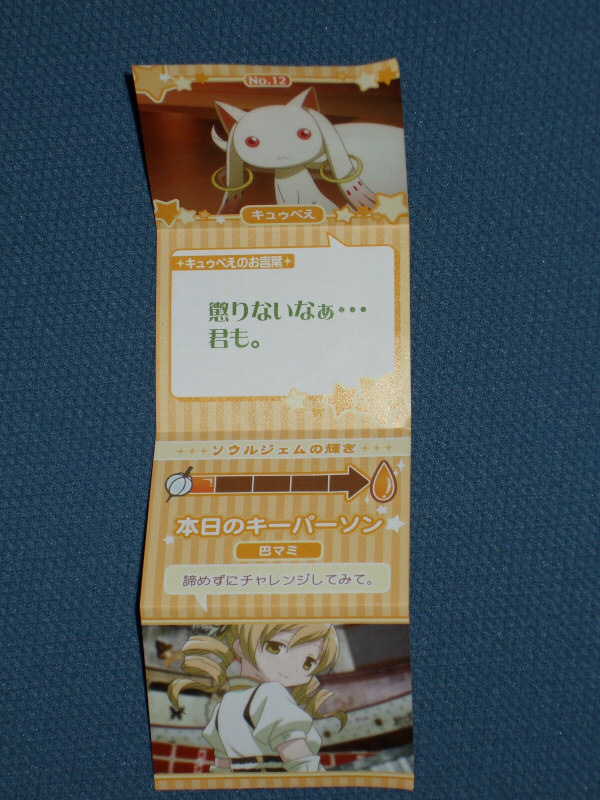 No.12
キュゥべえ
キュゥべえのお言葉
懲りないなぁ・・・
君も。
ソウルジェムの輝き
本日のキーパーソン
巴マミ
諦めずにチャレンジしてみて。